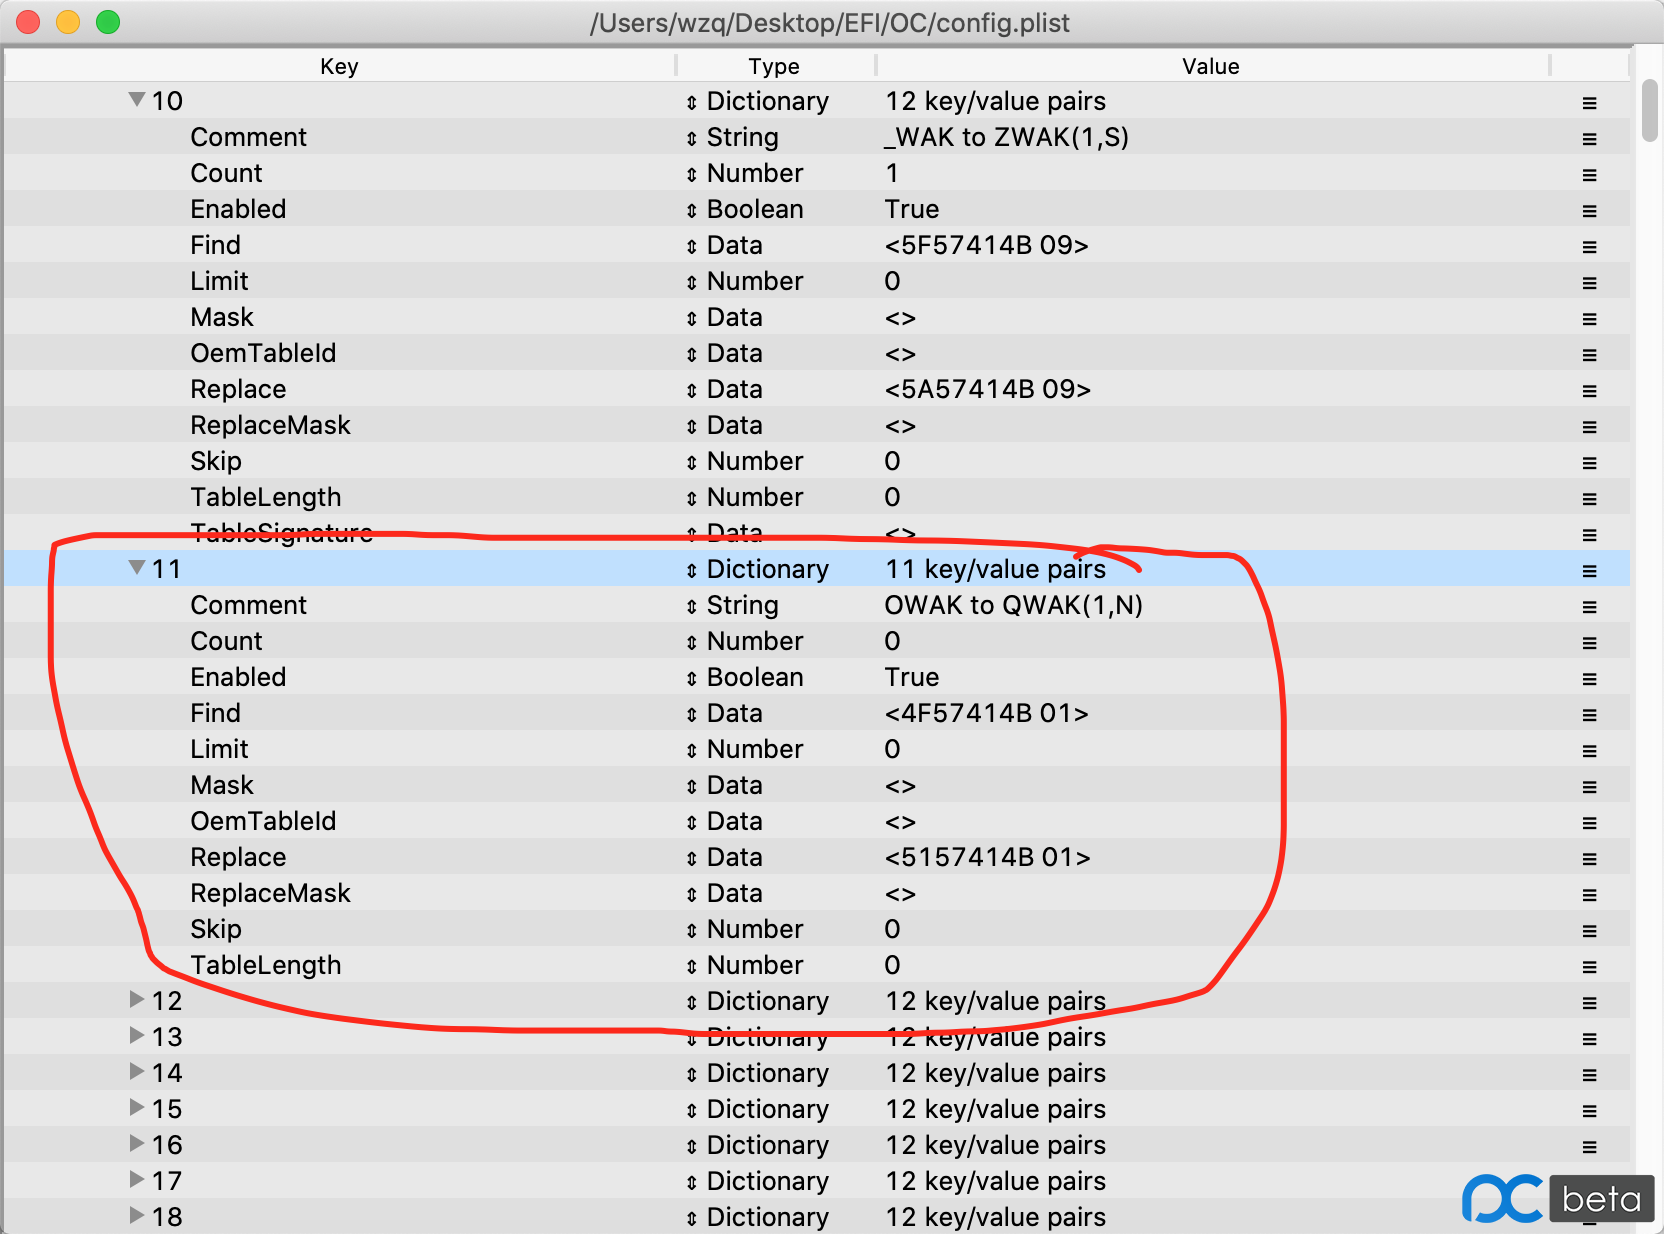 /Users/wzq/Desktop/EFI/OC/config.plist
Key Type Value
10 Dictionary 12 key/value pairs
Comment String _WAK to ZWAK(1,S)
Count Number 1
Enabled Boolean True
Find Data <5F57414B 09>
Limit Number 0
Mask Data <>
OemTableId Data <>
Replace Data <5A57414B 09>
ReplaceMask Data <>
Skip Number 0
TableLength Number 0
TableSignature Data <>
11 Dictionary 11 key/value pairs
Comment String OWAK to QWAK(1,N)
Count Number 0
Enabled Boolean True
Find Data <4F57414B 01>
Limit Number 0
Mask Data <>
OemTableId Data <>
Replace Data <5157414B 01>
ReplaceMask Data <>
Skip Number 0
TableLength Number 0
12 Dictionary 12 key/value pairs
13 Dictionary 12 key/value pairs
14 Dictionary 12 key/value pairs
15 Dictionary 12 key/value pairs
16 Dictionary 12 key/value pairs
17 Dictionary 12 key/value pairs
18 Dictionary 12 key/value pairs
pc beta